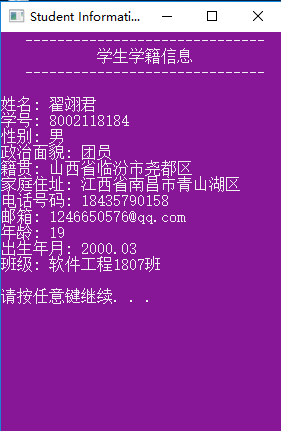 Student Informati...
------------------------------
学生学籍信息
------------------------------
姓名: 翟翊君
学号: 8002118184
性别: 男
政治面貌: 团员
籍贯: 山西省临汾市尧都区
家庭住址: 江西省南昌市青山湖区
电话号码: 18435790158
邮箱: 1246650576@qq.com
年龄: 19
出生年月: 2000.03
班级: 软件工程1807班
请按任意键继续. . .